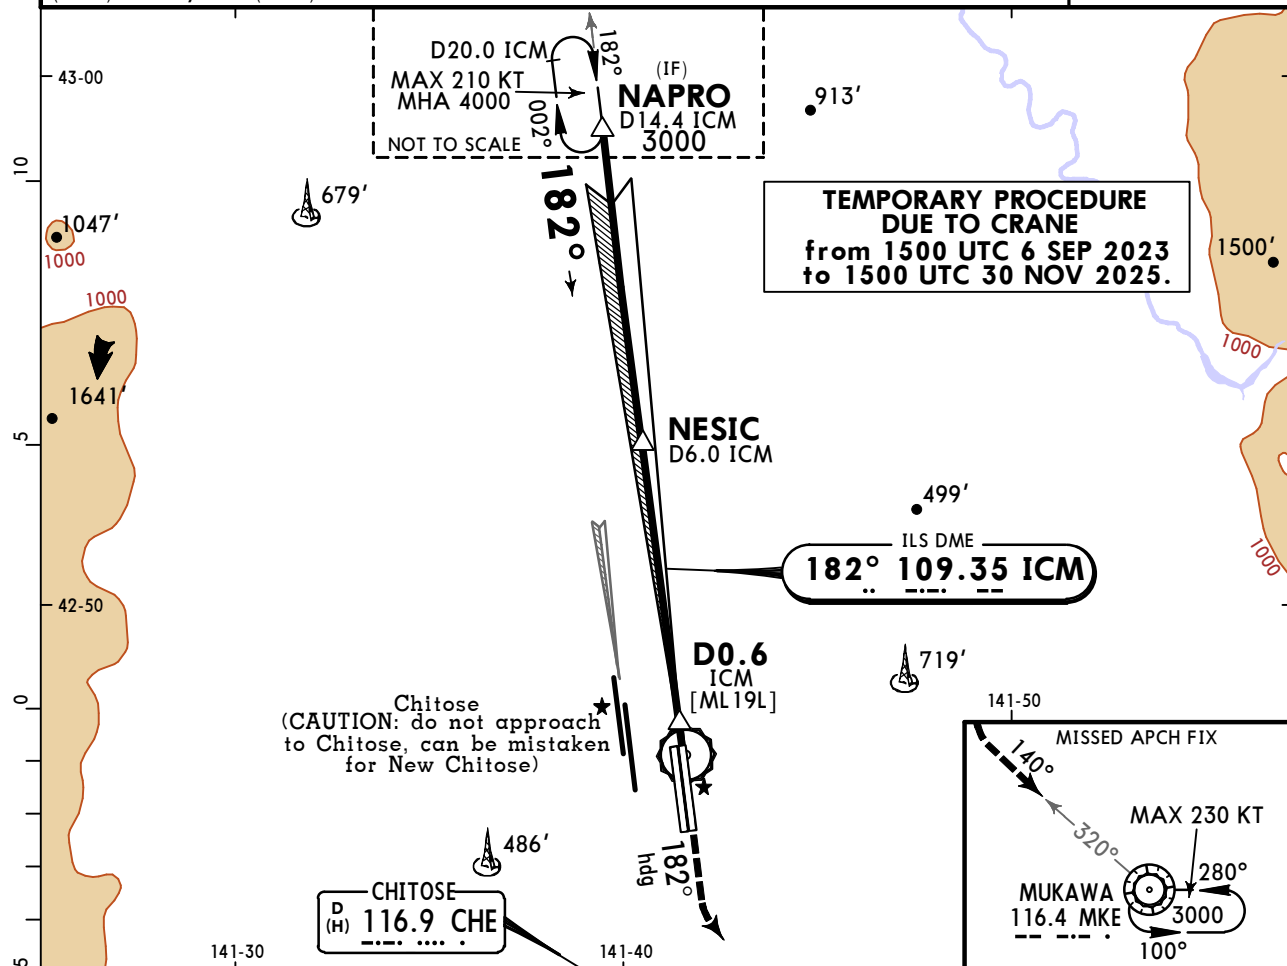 D20.0 ICM
MAX 210 KT
MHA 4000
NOT TO SCALE
182°
002°
(IF)
NAPRO
D14.4 ICM
3000
913'
43-00
10
679'
1047'
1000
182°
TEMPORARY PROCEDURE
DUE TO CRANE
from 1500 UTC 6 SEP 2023
to 1500 UTC 30 NOV 2025.
1500'
1000
1000
1641'
5
NESIC
D6.0 ICM
499'
ILS DME
182° 109.35 ICM
1000
42-50
719'
D0.6
ICM
[ML19L]
0
141-50
Chitose
(CAUTION: do not approach
to Chitose, can be mistaken
for New Chitose)
MISSED APCH FIX
140°
320°
MAX 230 KT
280°
MUKAWA
116.4 MKE
3000
100°
486'
182°
hdg
CHITOSE
D
(H)
116.9 CHE
141-30
141-40
5